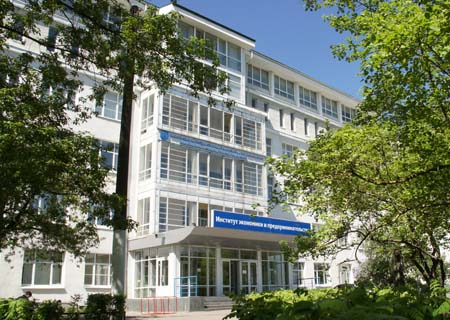 Институт экономики и предпринимательства